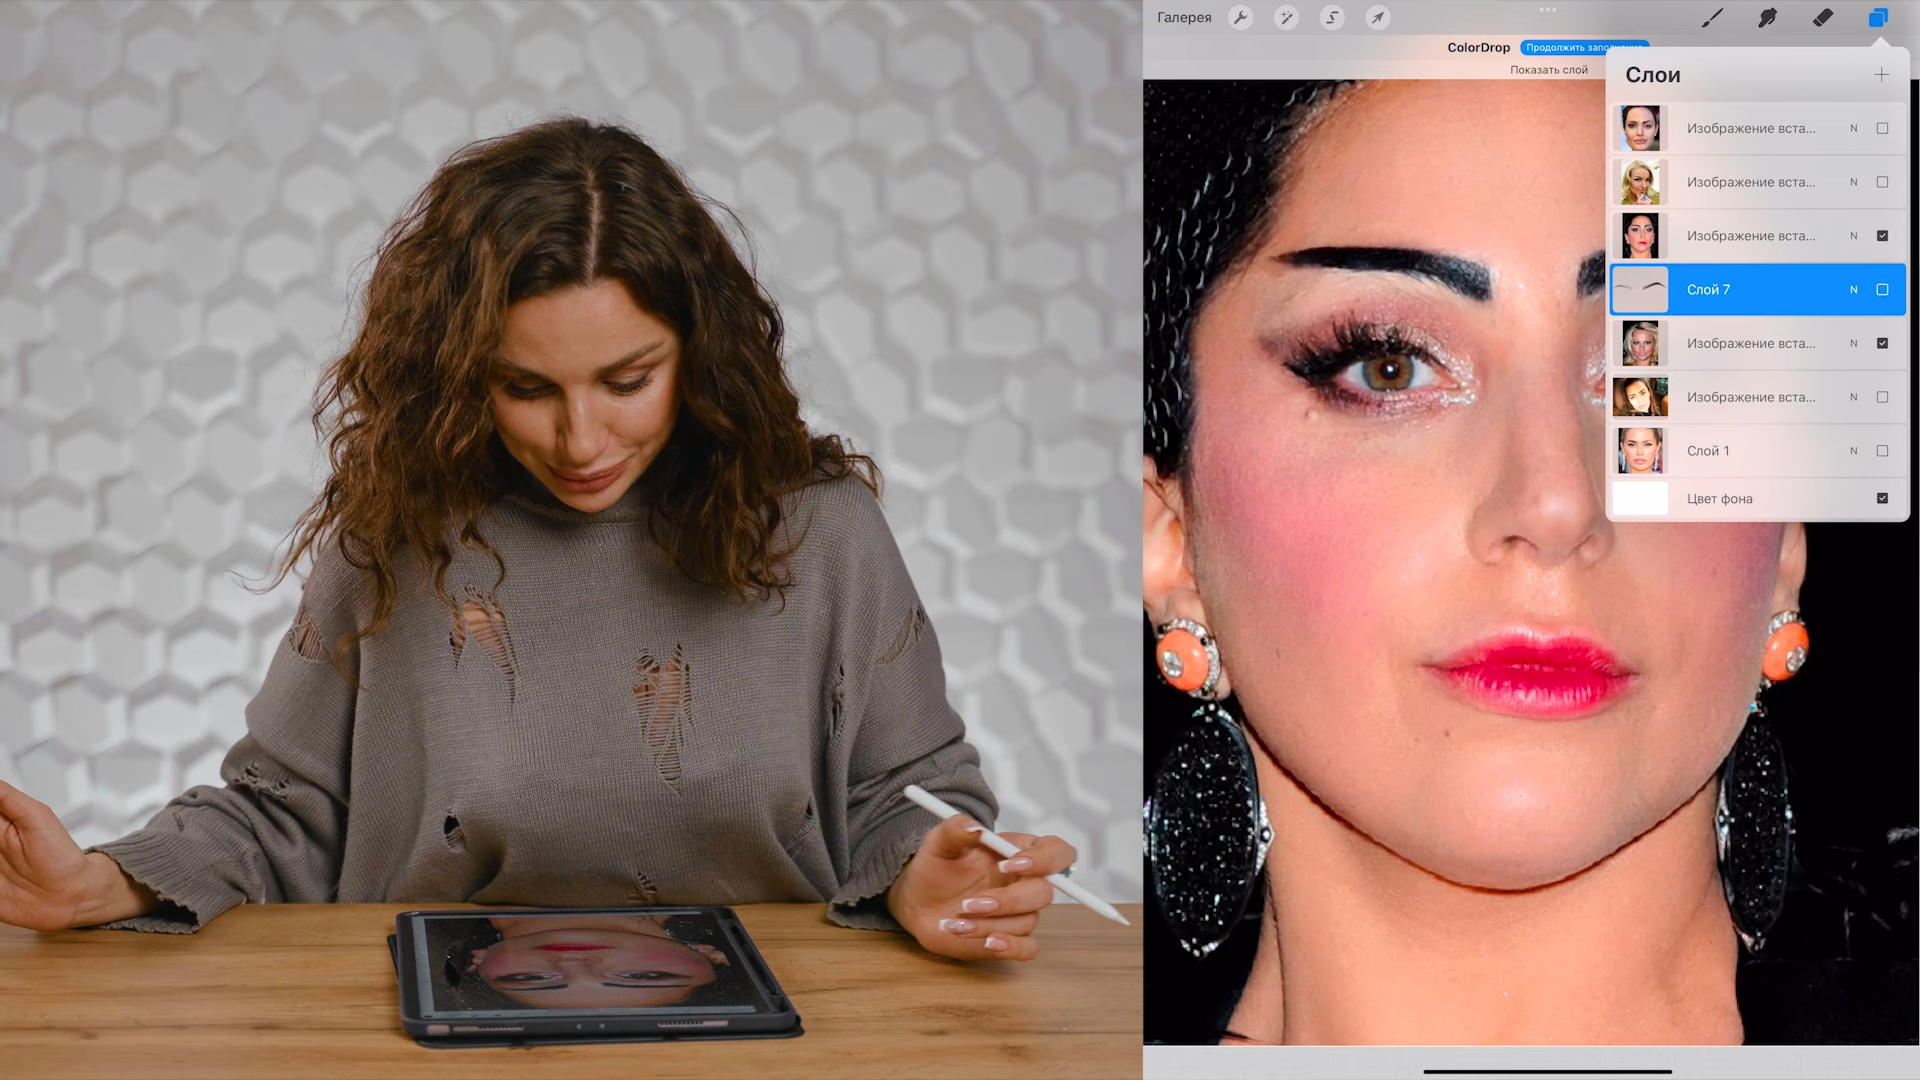 Галерея
ColorDrop
Продолжить
Показать слой
Слои
Изображение вста... N
Изображение вста... N
Изображение вста... N
Слой 7 N
Изображение вста... N
Изображение вста... N
Слой 1 N
Цвет фона